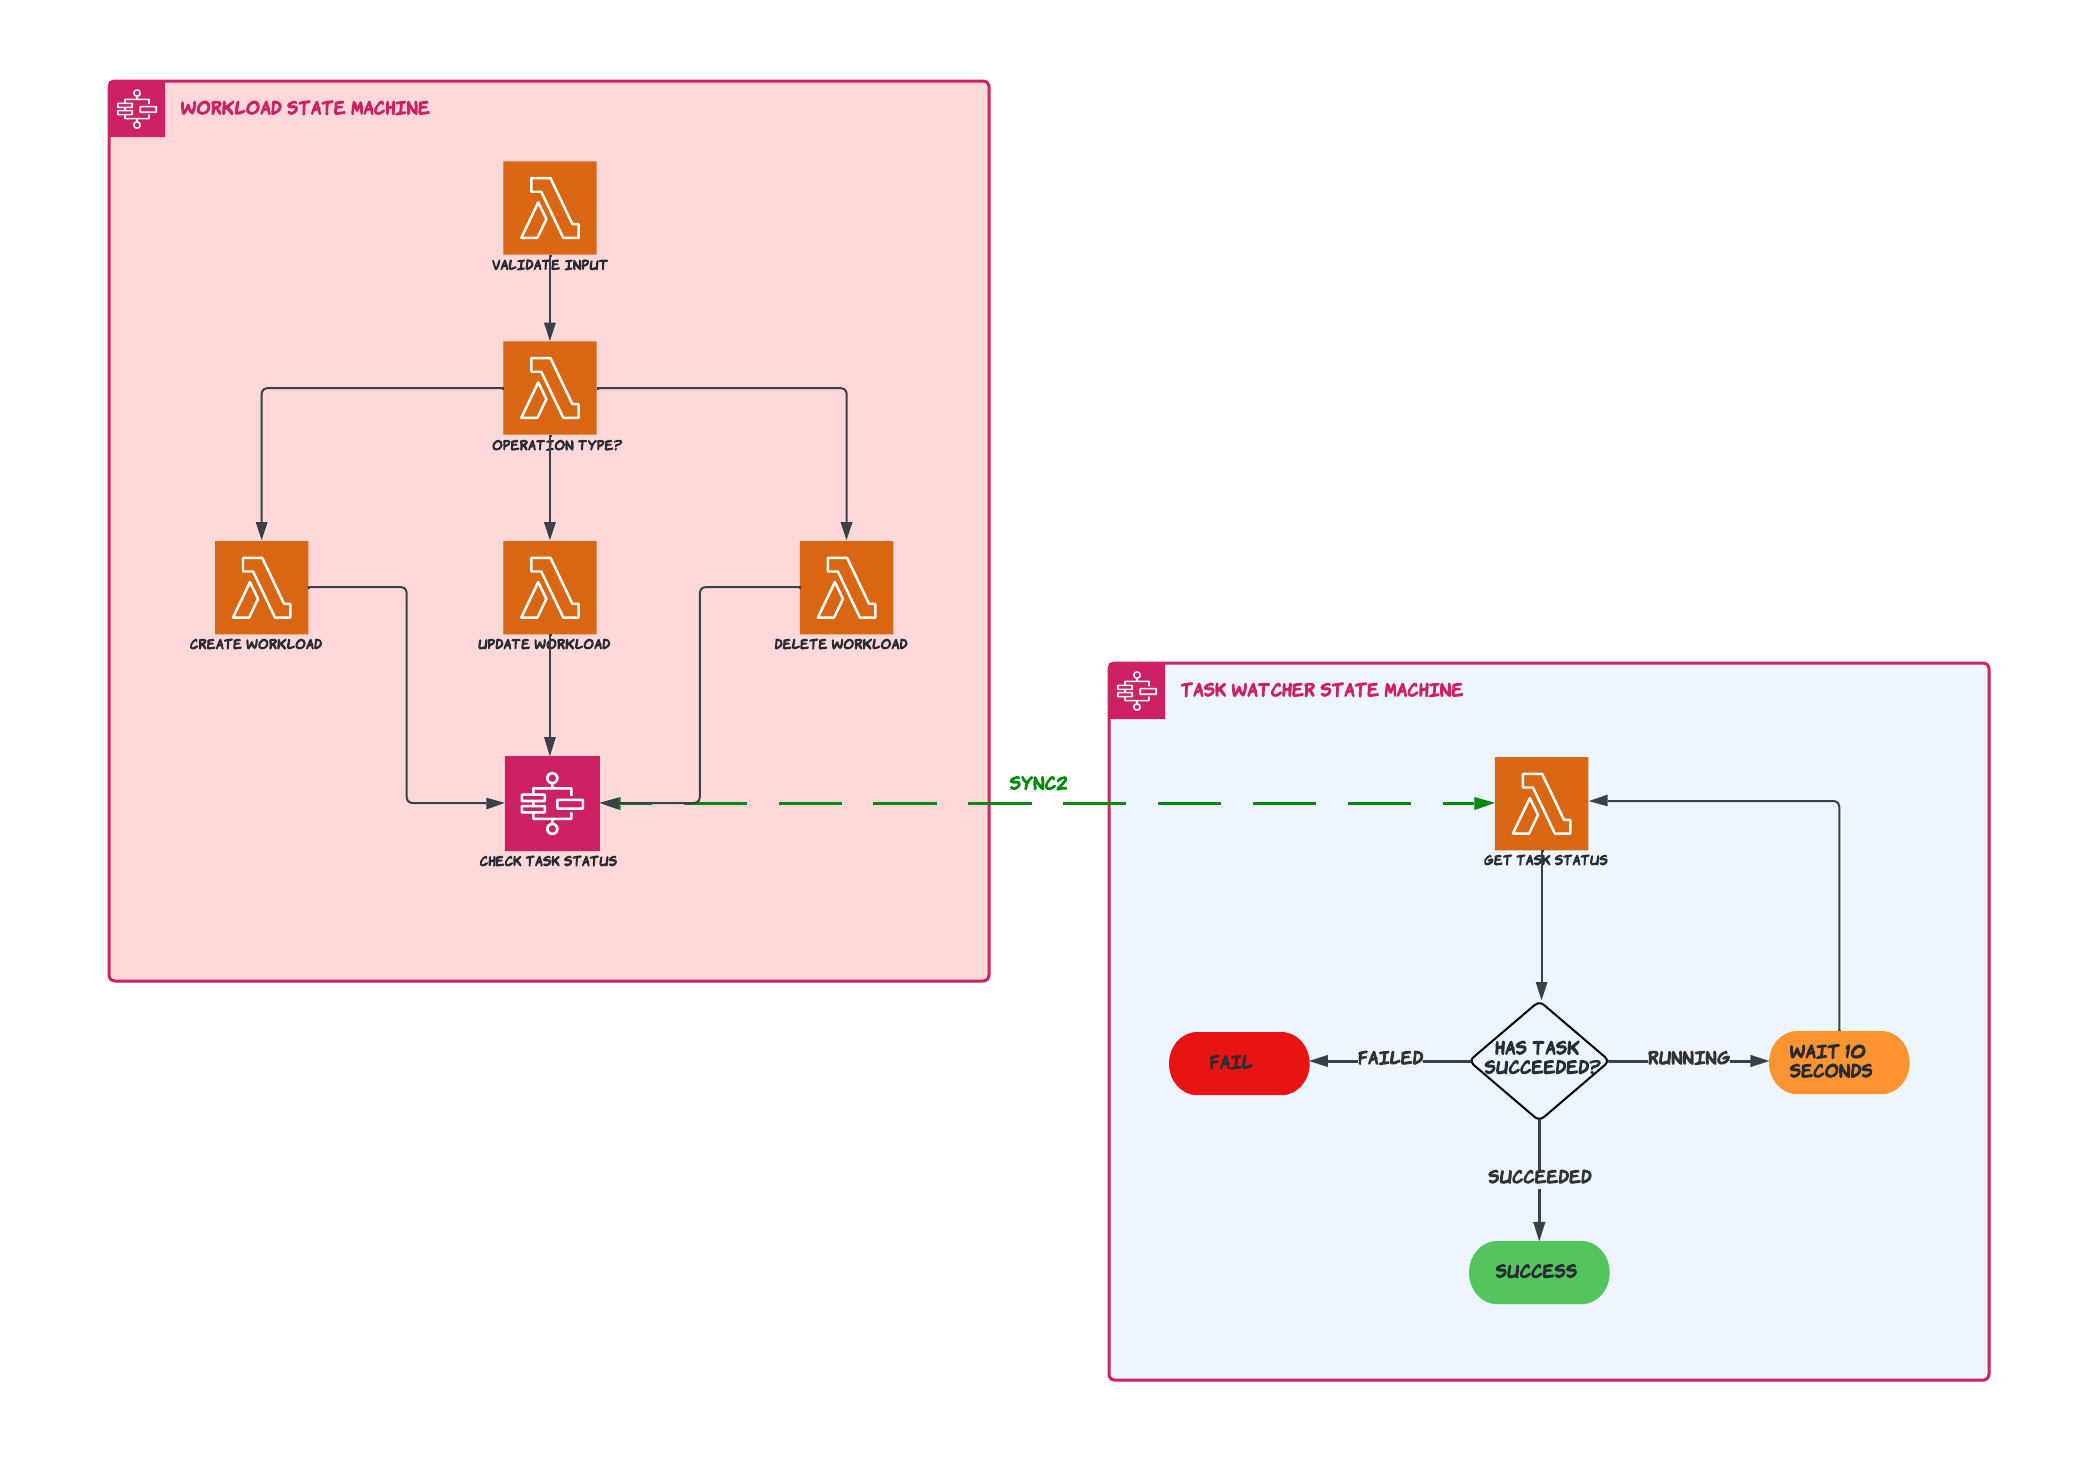 WORKLOAD STATE MACHINE
VALIDATE INPUT
OPERATION TYPE?
CREATE WORKLOAD
UPDATE WORKLOAD
DELETE WORKLOAD
CHECK TASK STATUS
SYNC2
TASK WATCHER STATE MACHINE
GET TASK STATUS
HAS TASK
SUCCEEDED?
FAILED
FAIL
RUNNING
WAIT 10
SECONDS
SUCCEEDED
SUCCESS